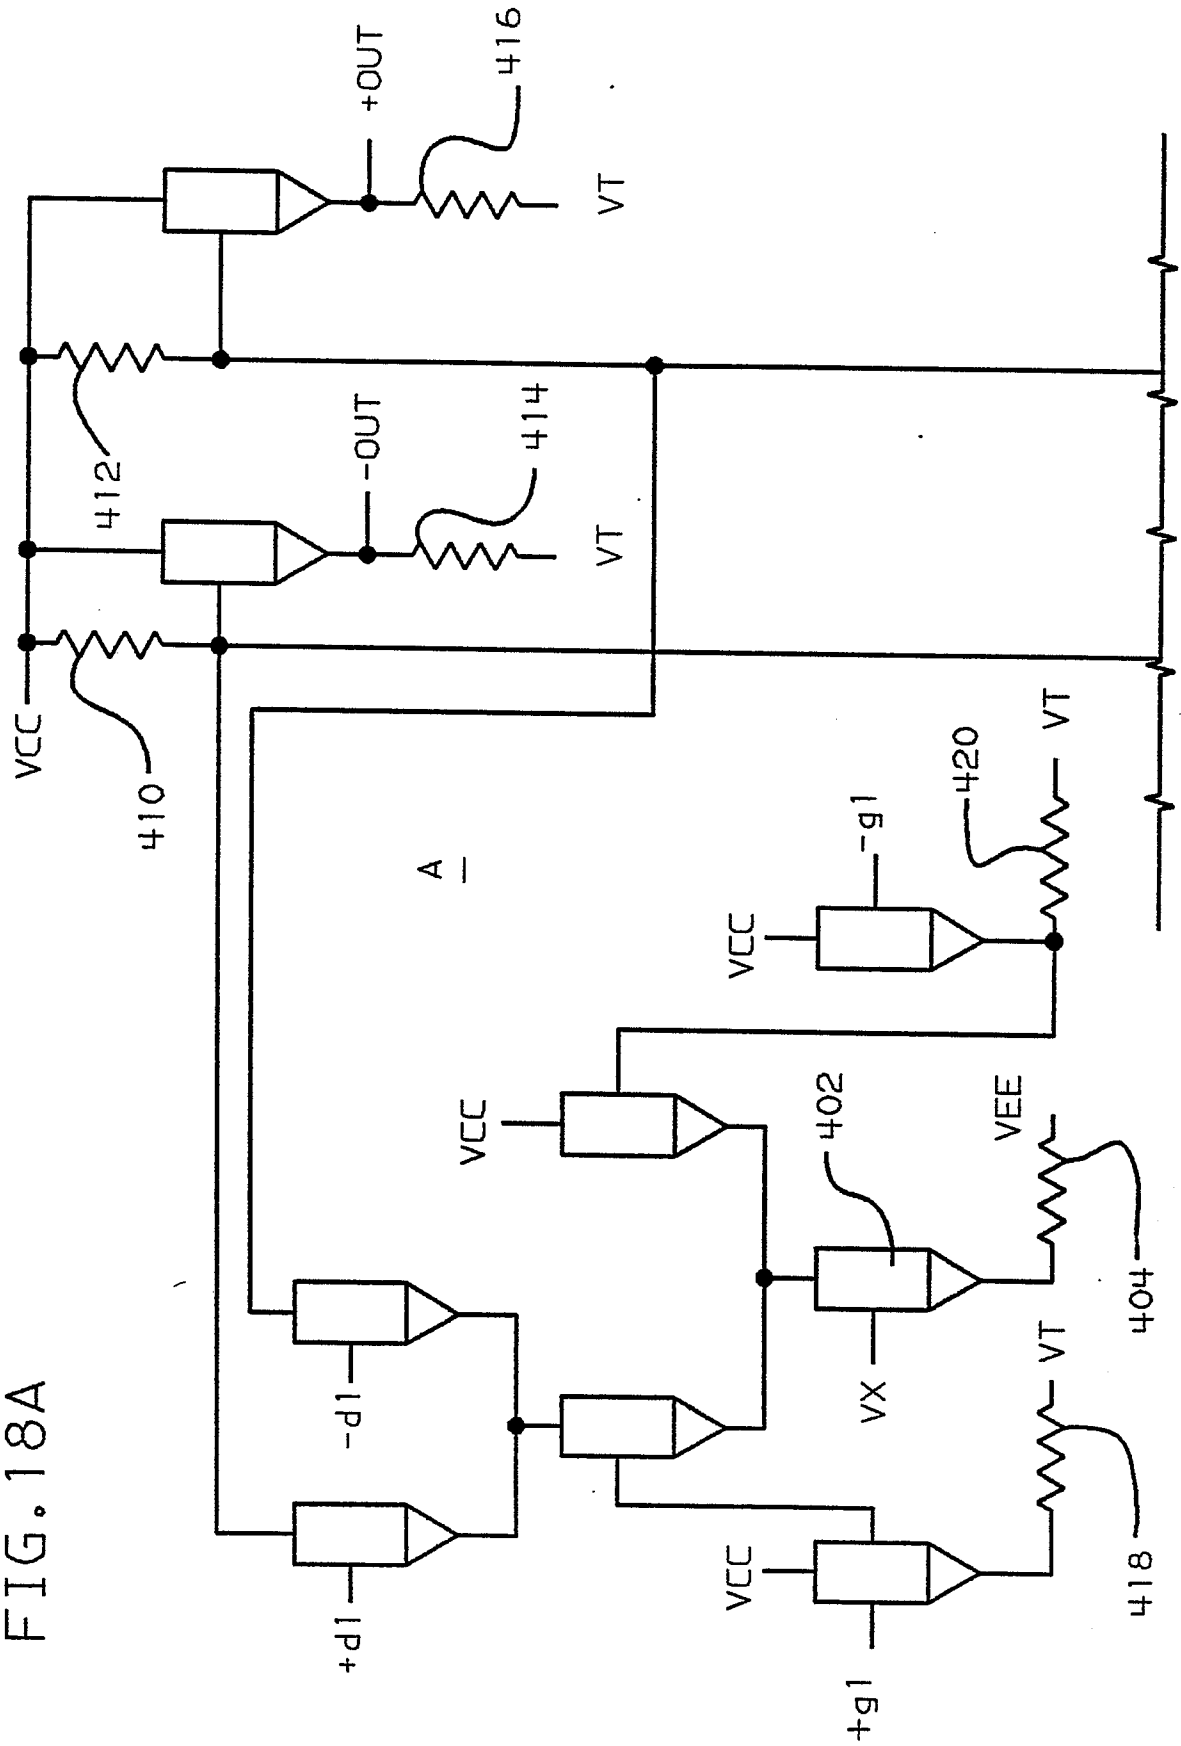 FIG. 18A
VCC
410
412
-OUT
414
VT
+OUT
416
VT
A
+d1
-d1
VCC
VCC
-g1
420
VT
+g1
VCC
418
VT
VX
402
404
VEE